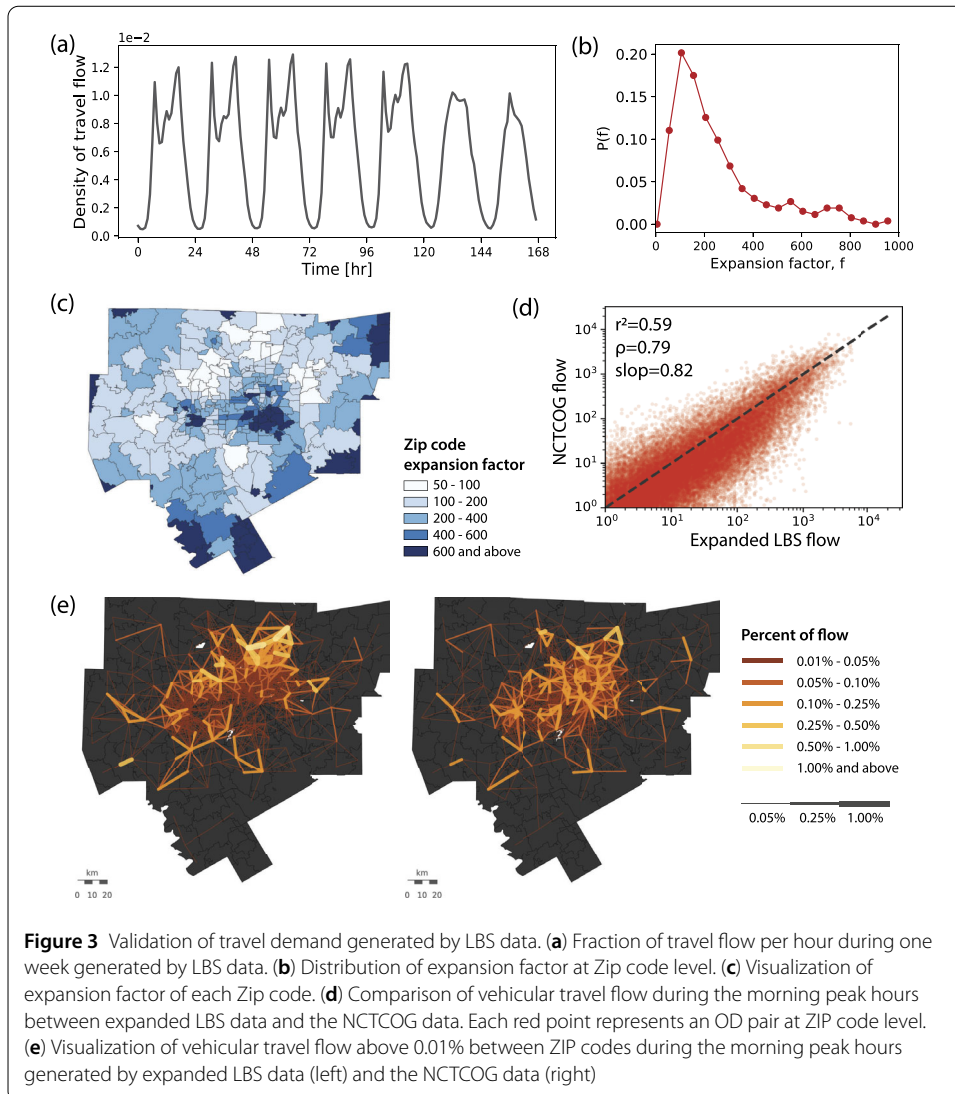 (a)
1e−2
Density of travel flow
1.2
1.0
0.8
0.6
0.4
0.2
0.0
0 24 48 72 96 120 144 168
Time [hr]
(b)
P(f)
0.20
0.15
0.10
0.05
0.00
0 200 400 600 800 1000
Expansion factor, f
(c)
Zip code
expansion factor
50 - 100
100 - 200
200 - 400
400 - 600
600 and above
(d)
r²=0.59
ρ=0.79
slop=0.82
NCTCOG flow
10⁴
10³
10²
10¹
10⁰
10⁰ 10¹ 10² 10³ 10⁴
Expanded LBS flow
(e)
km
0 10 20
km
0 10 20
Percent of flow
0.01% - 0.05%
0.05% - 0.10%
0.10% - 0.25%
0.25% - 0.50%
0.50% - 1.00%
1.00% and above
0.05% 0.25% 1.00%
Figure 3 Validation of travel demand generated by LBS data. (a) Fraction of travel flow per hour during one
week generated by LBS data. (b) Distribution of expansion factor at Zip code level. (c) Visualization of
expansion factor of each Zip code. (d) Comparison of vehicular travel flow during the morning peak hours
between expanded LBS data and the NCTCOG data. Each red point represents an OD pair at ZIP code level.
(e) Visualization of vehicular travel flow above 0.01% between ZIP codes during the morning peak hours
generated by expanded LBS data (left) and the NCTCOG data (right)